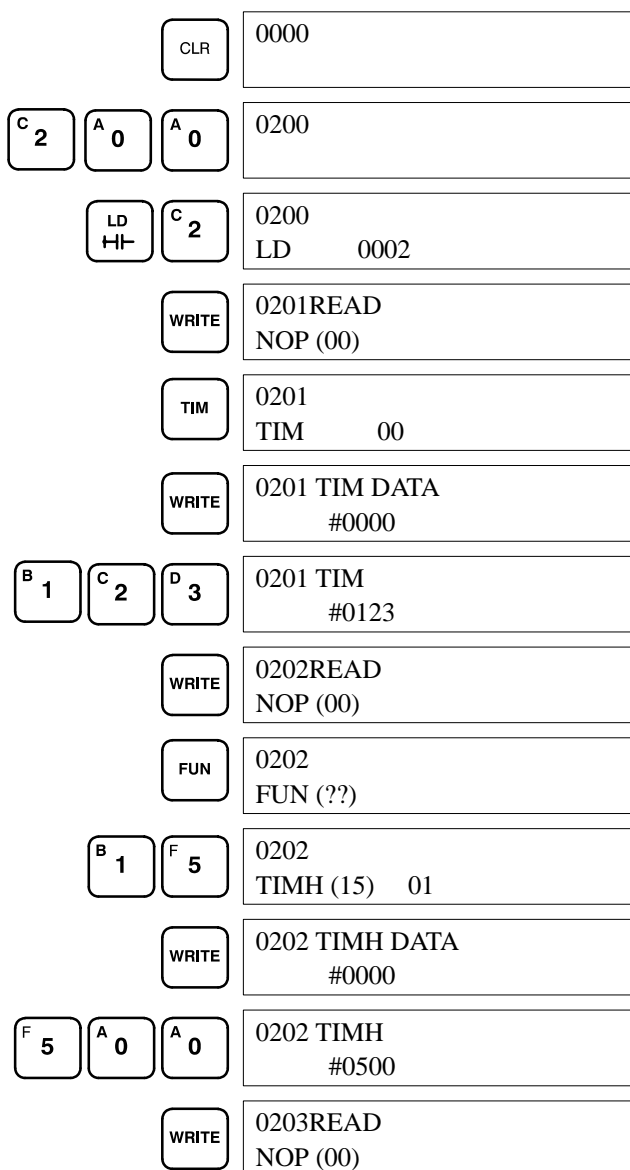 CLR
0000
C 2 A 0 A 0
0200
LD C 2
0200
LD 0002
WRITE
0201READ
NOP (00)
TIM
0201
TIM 00
WRITE
0201 TIM DATA
#0000
B 1 C 2 D 3
0201 TIM
#0123
WRITE
0202READ
NOP (00)
FUN
0202
FUN (??)
B 1 F 5
0202
TIMH (15) 01
WRITE
0202 TIMH DATA
#0000
F 5 A 0 A 0
0202 TIMH
#0500
WRITE
0203READ
NOP (00)